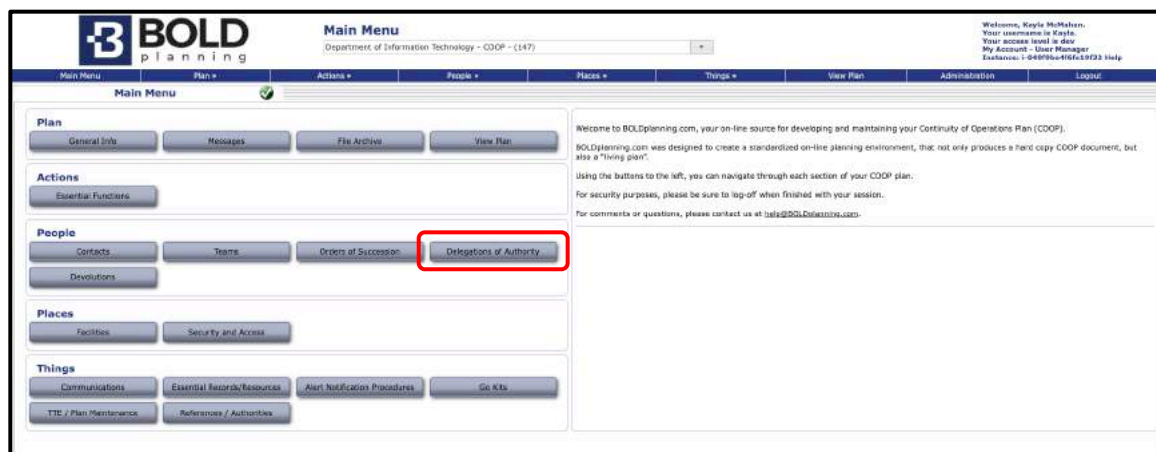 BOLD
planning
Main Menu
Department of Information Technology - COOP - (147)
Welcome, Kayla McMahan.
Your username is Kayla.
Your access level is dev
My Account - User Manager
Main Menu
Plan
Actions
People
Places
Things
View Plan
Administration
Logout
Main Menu
Plan
General Info
Messages
File Archive
View Plan
Actions
Essential Functions
People
Contacts
Teams
Orders of Succession
Delegations of Authority
Devolutions
Places
Facilities
Security and Access
Things
Communications
Essential Records/Resources
Alert Notification Procedures
Go Kits
TTE / Plan Maintenance
References / Authorities
Welcome to BOLDplanning.com, your on-line source for developing and maintaining your Continuity of Operations Plan (COOP).
BOLDplanning.com was designed to create a standardized on-line planning environment, that not only produces a hard copy COOP document, but
also a "living plan".
Using the buttons to the left, you can navigate through each section of your COOP plan.
For security purposes, please be sure to log-off when finished with your session.
For comments or questions, please contact us at help@BOLDplanning.com.